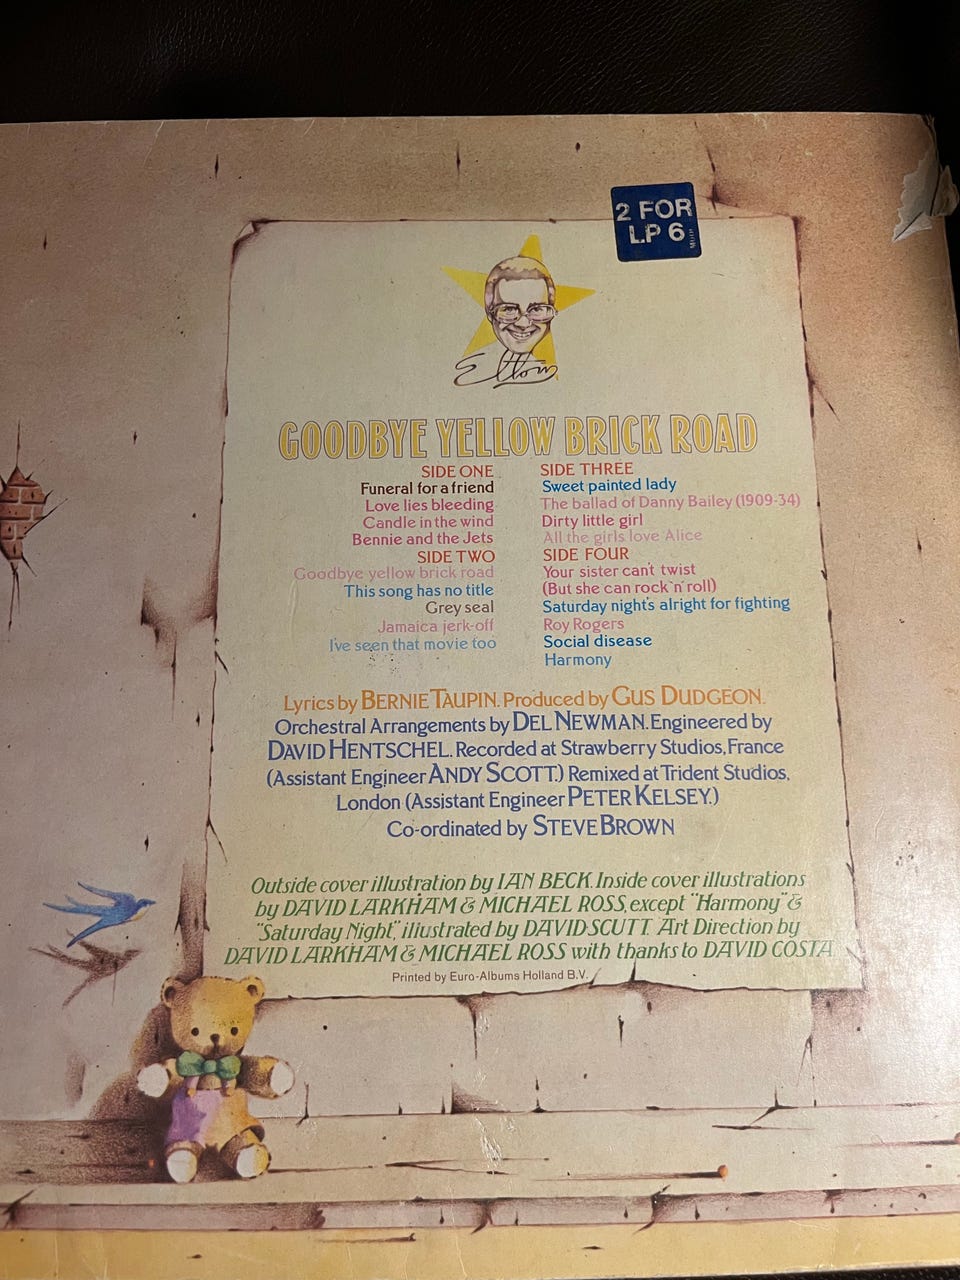 2 FOR
LP 6
Elton
GOODBYE YELLOW BRICK ROAD
SIDE ONE
Funeral for a friend
Love lies bleeding
Candle in the wind
Bennie and the Jets
SIDE TWO
Goodbye yellow brick road
This song has no title
Grey seal
Jamaica jerk-off
I've seen that movie too
SIDE THREE
Sweet painted lady
The ballad of Danny Bailey (1909-34)
Dirty little girl
All the girls love Alice
SIDE FOUR
Your sister can't twist
(But she can rock 'n' roll)
Saturday night's alright for fighting
Roy Rogers
Social disease
Harmony
Lyrics by BERNIE TAUPIN. Produced by GUS DUDGEON.
Orchestral Arrangements by DEL NEWMAN. Engineered by
DAVID HENTSCHEL. Recorded at Strawberry Studios, France
(Assistant Engineer ANDY SCOTT.) Remixed at Trident Studios,
London (Assistant Engineer PETER KELSEY.)
Co-ordinated by STEVE BROWN
Outside cover illustration by IAN BECK. Inside cover illustrations
by DAVID LARKHAM & MICHAEL ROSS, except "Harmony" &
"Saturday Night," illustrated by DAVID SCUTT. Art Direction by
DAVID LARKHAM & MICHAEL ROSS with thanks to DAVID COSTA
Printed by Euro-Albums Holland B.V.